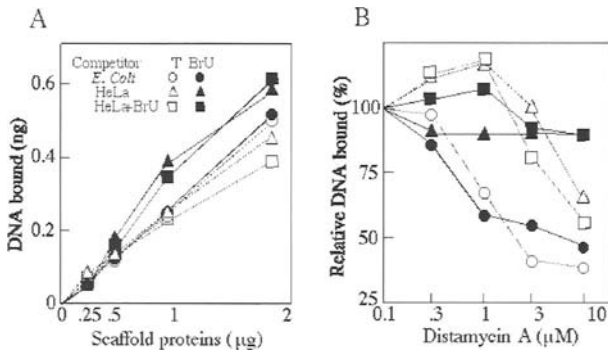 A
B
Competitor T BrU
E. Coli
HeLa
HeLa-BrU
DNA bound (ng)
0.6
0.4
0.2
0
0 .25 .5 1 2
Scaffold proteins (µg)
Relative DNA bound (%)
125
100
75
50
25
0.1 .3 1 3 10
Distamycin A (µM)